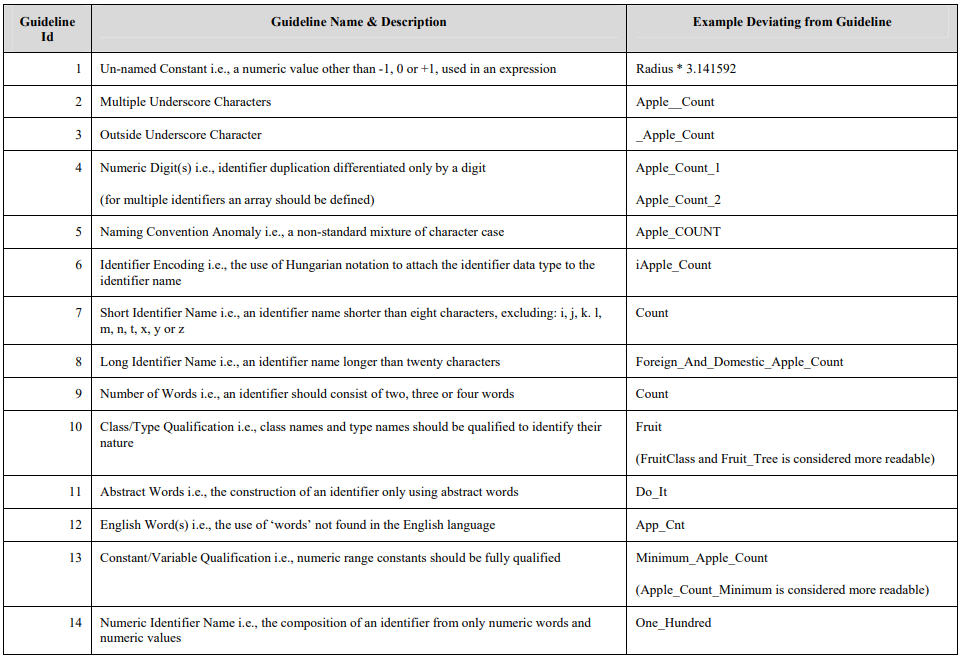 Guideline Id
Guideline Name & Description
Example Deviating from Guideline
1
Un-named Constant i.e., a numeric value other than -1, 0 or +1, used in an expression
Radius * 3.141592
2
Multiple Underscore Characters
Apple__Count
3
Outside Underscore Character
_Apple_Count
4
Numeric Digit(s) i.e., identifier duplication differentiated only by a digit
(for multiple identifiers an array should be defined)
Apple_Count_1
Apple_Count_2
5
Naming Convention Anomaly i.e., a non-standard mixture of character case
Apple_COUNT
6
Identifier Encoding i.e., the use of Hungarian notation to attach the identifier data type to the
identifier name
iApple_Count
7
Short Identifier Name i.e., an identifier name shorter than eight characters, excluding: i, j, k. l,
m, n, t, x, y or z
Count
8
Long Identifier Name i.e., an identifier name longer than twenty characters
Foreign_And_Domestic_Apple_Count
9
Number of Words i.e., an identifier should consist of two, three or four words
Count
10
Class/Type Qualification i.e., class names and type names should be qualified to identify their
nature
Fruit
(FruitClass and Fruit_Tree is considered more readable)
11
Abstract Words i.e., the construction of an identifier only using abstract words
Do_It
12
English Word(s) i.e., the use of ‘words’ not found in the English language
App_Cnt
13
Constant/Variable Qualification i.e., numeric range constants should be fully qualified
Minimum_Apple_Count
(Apple_Count_Minimum is considered more readable)
14
Numeric Identifier Name i.e., the composition of an identifier from only numeric words and
numeric values
One_Hundred